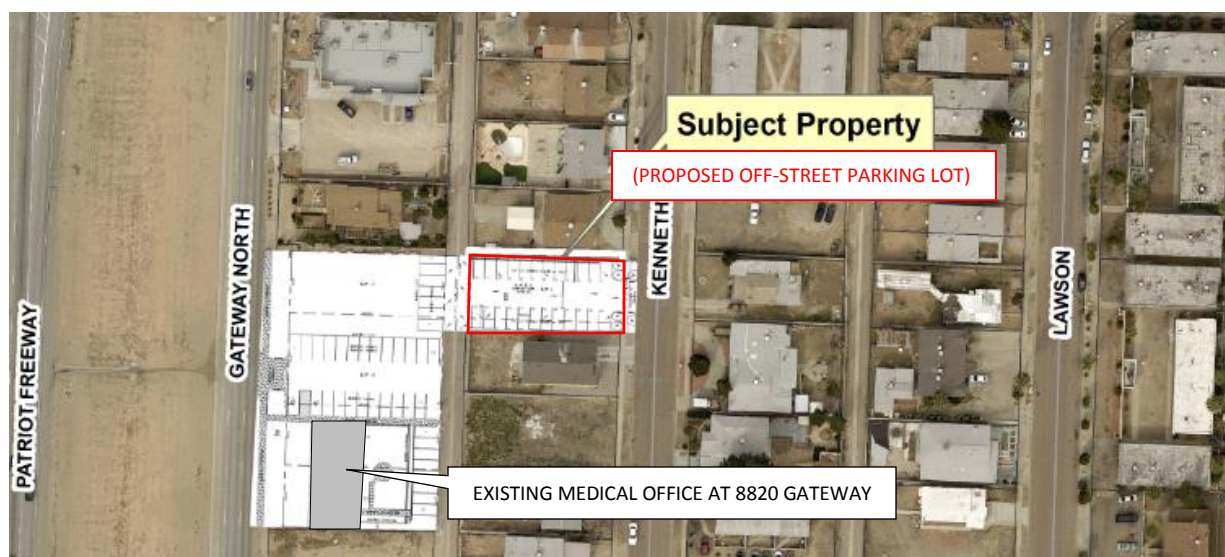 Subject Property
(PROPOSED OFF-STREET PARKING LOT)
PATRIOT FREEWAY
GATEWAY NORTH
KENNETH
LAWSON
EXISTING MEDICAL OFFICE AT 8820 GATEWAY